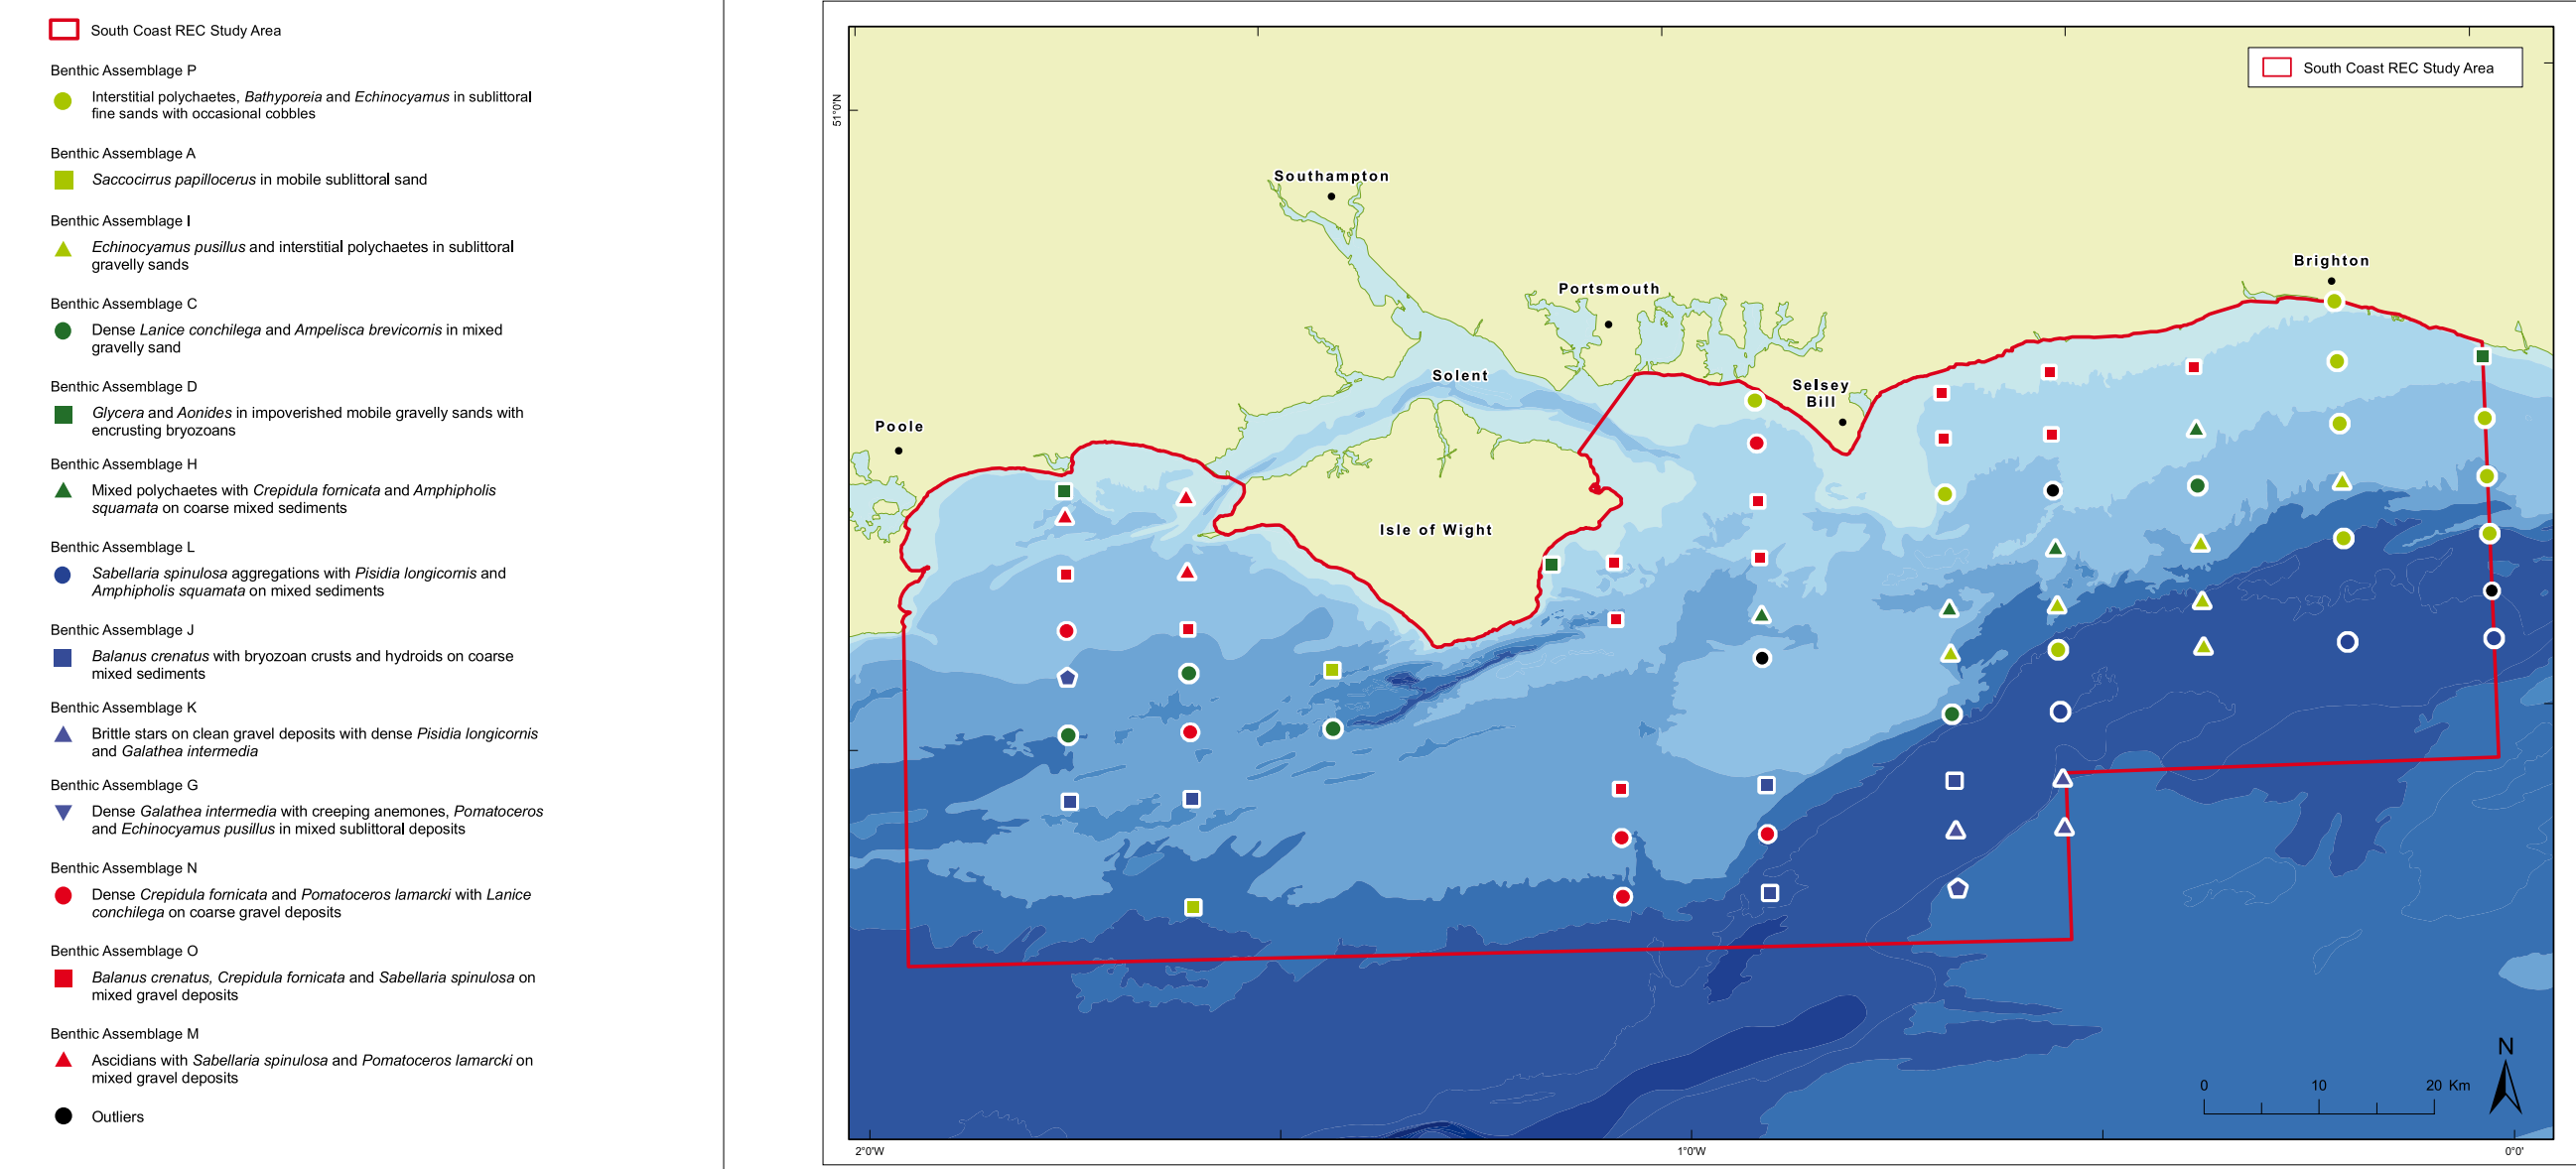 South Coast REC Study Area
Benthic Assemblage P
Interstitial polychaetes, Bathyporeia and Echinocyamus in sublittoral
fine sands with occasional cobbles
Benthic Assemblage A
Saccocirrus papillocerus in mobile sublittoral sand
Benthic Assemblage I
Echinocyamus pusillus and interstitial polychaetes in sublittoral
gravelly sands
Benthic Assemblage C
Dense Lanice conchilega and Ampelisca brevicornis in mixed
gravelly sand
Benthic Assemblage D
Glycera and Aonides in impoverished mobile gravelly sands with
encrusting bryozoans
Benthic Assemblage H
Mixed polychaetes with Crepidula fornicata and Amphipholis
squamata on coarse mixed sediments
Benthic Assemblage L
Sabellaria spinulosa aggregations with Pisidia longicornis and
Amphipholis squamata on mixed sediments
Benthic Assemblage J
Balanus crenatus with bryozoan crusts and hydroids on coarse
mixed sediments
Benthic Assemblage K
Brittle stars on clean gravel deposits with dense Pisidia longicornis
and Galathea intermedia
Benthic Assemblage G
Dense Galathea intermedia with creeping anemones, Pomatoceros
and Echinocyamus pusillus in mixed sublittoral deposits
Benthic Assemblage N
Dense Crepidula fornicata and Pomatoceros lamarcki with Lanice
conchilega on coarse gravel deposits
Benthic Assemblage O
Balanus crenatus, Crepidula fornicata and Sabellaria spinulosa on
mixed gravel deposits
Benthic Assemblage M
Ascidians with Sabellaria spinulosa and Pomatoceros lamarcki on
mixed gravel deposits
Outliers
South Coast REC Study Area
51°0'N
Southampton
Brighton
Portsmouth
Solent
Selsey
Bill
Poole
Isle of Wight
N
0 10 20 Km
2°0'W 1°0'W 0°0'